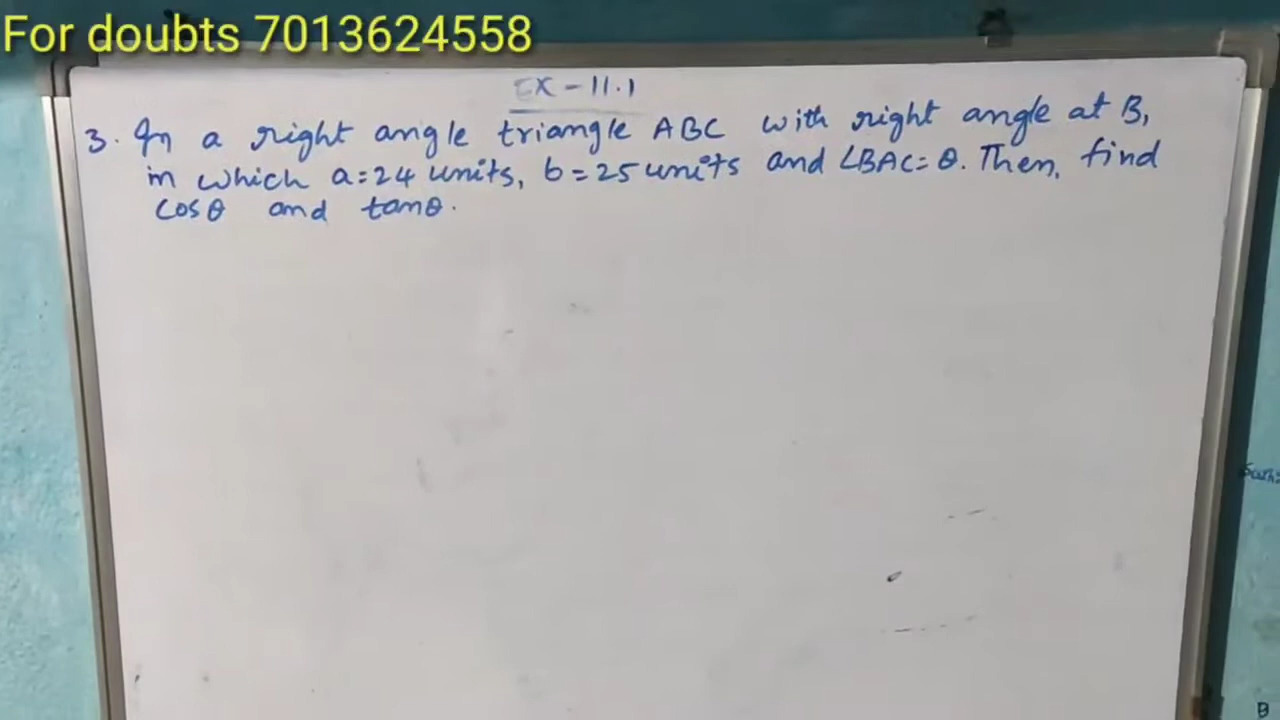 For doubts 7013624558
EX - 11.1
3. In a right angle triangle ABC with right angle at B,
in which a=24 units, b=25 units and ∠BAC=θ. Then, find
cosθ and tanθ.
B